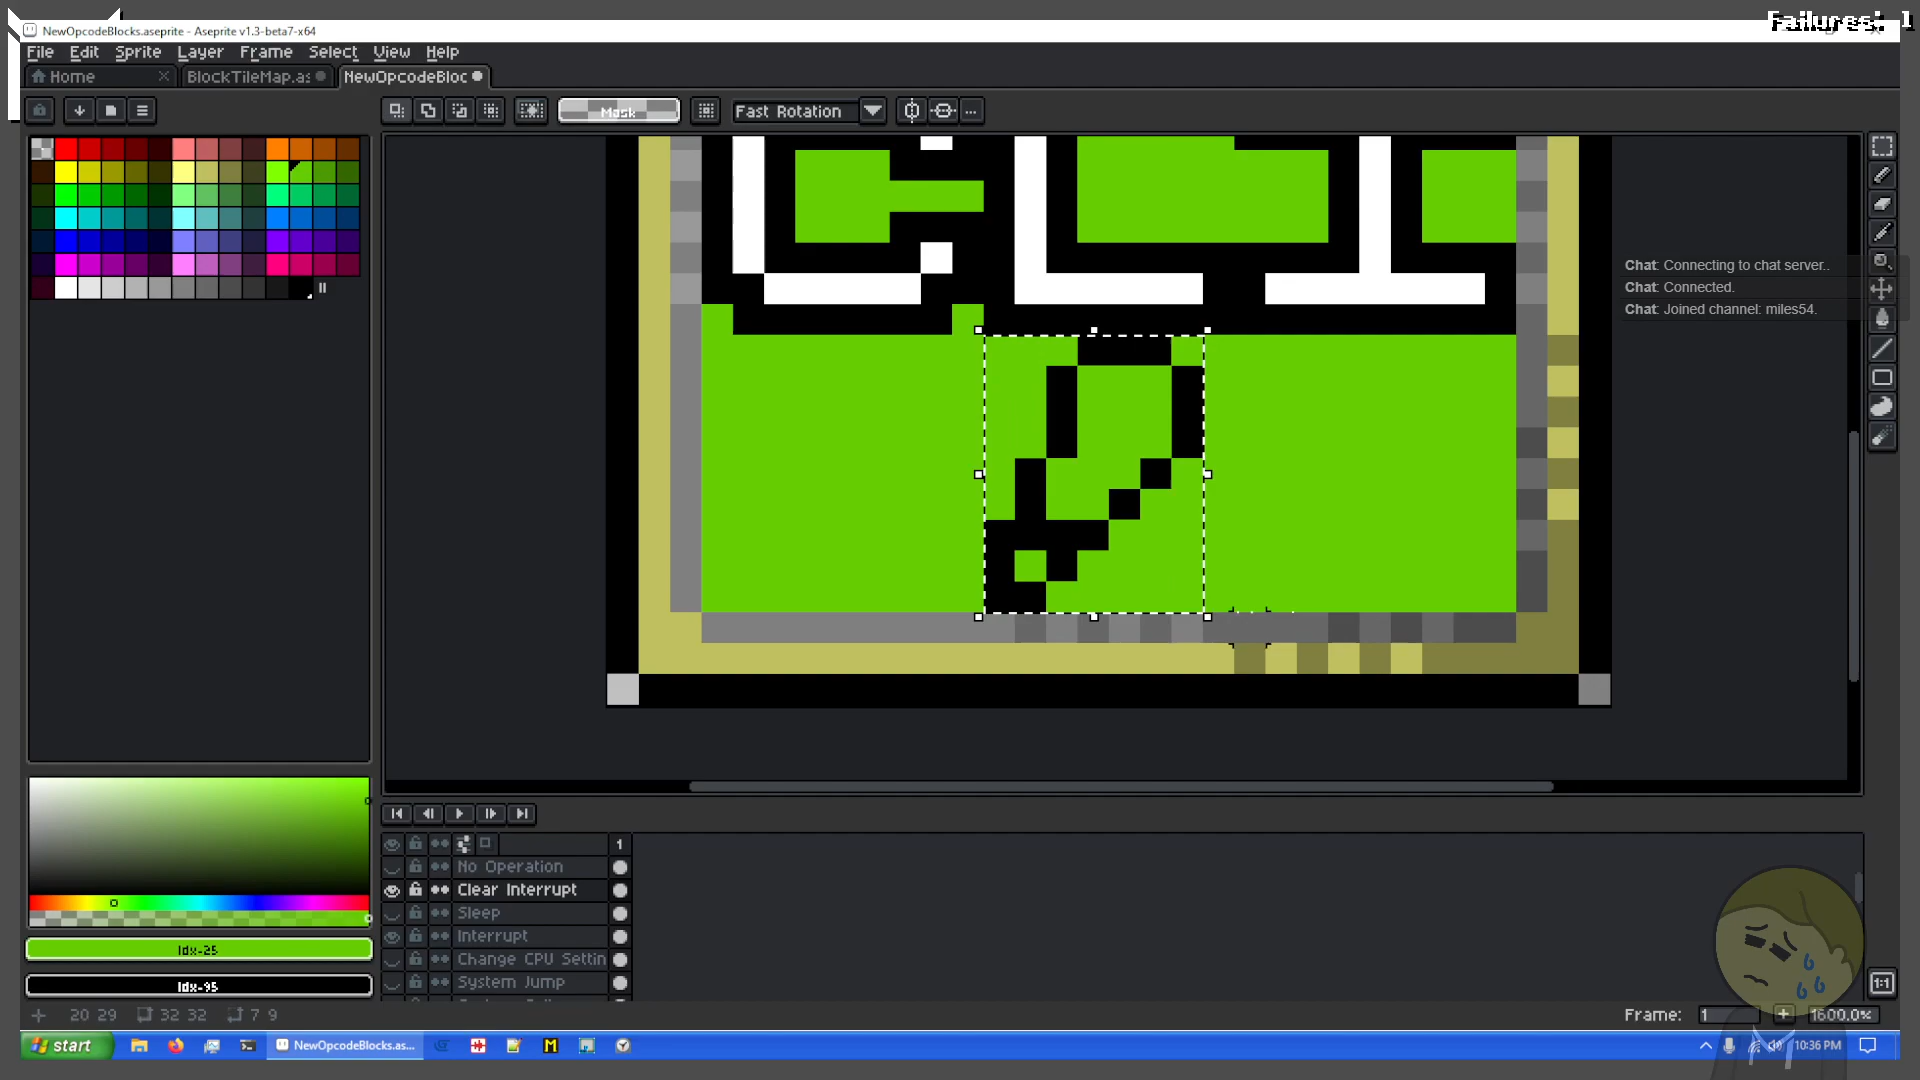 Failures: 1
NewOpcodeBlocks.aseprite - Aseprite v1.3-beta7-x64
File Edit Sprite Layer Frame Select View Help
Home BlockTileMap.as NewOpcodeBloc
Mask Fast Rotation
CLI
Chat: Connecting to chat server..
Chat: Connected.
Chat: Joined channel: miles54.
1
No Operation
Clear Interrupt
Sleep
Interrupt
Change CPU Settin
System Jump
Idx-25
Idx-95
20 29 32 32 7 9
Frame: 1 1600.0%
1:1
start NewOpcodeBlocks.as... 10:36 PM